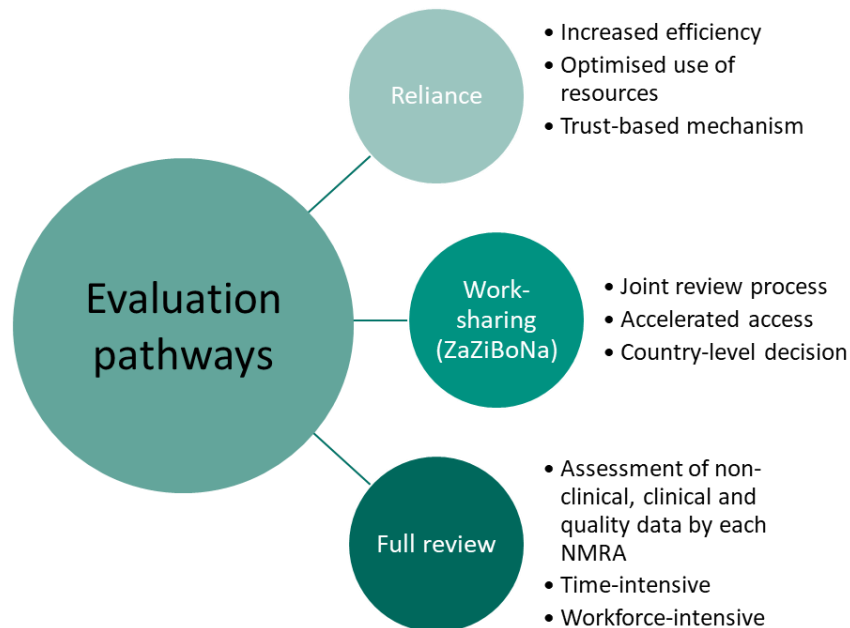 Evaluation
pathways
Reliance
• Increased efficiency
• Optimised use of
resources
• Trust-based mechanism
Work-
sharing
(ZaZiBoNa)
• Joint review process
• Accelerated access
• Country-level decision
Full review
• Assessment of non-
clinical, clinical and
quality data by each
NMRA
• Time-intensive
• Workforce-intensive